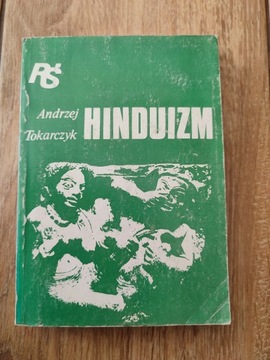 RŚ
Andrzej
Tokarczyk
HINDUIZM